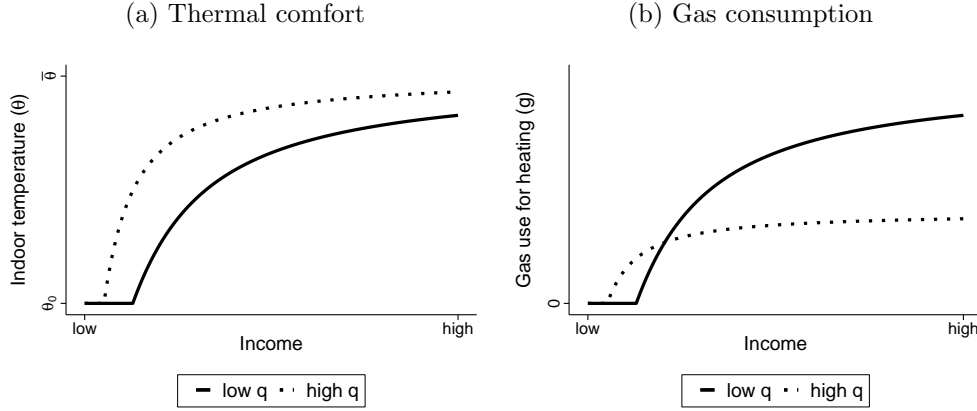 (a) Thermal comfort
Indoor temperature (θ)
θ̅
θ₀
low
high
Income
low q
high q
(b) Gas consumption
Gas use for heating (g)
0
low
high
Income
low q
high q